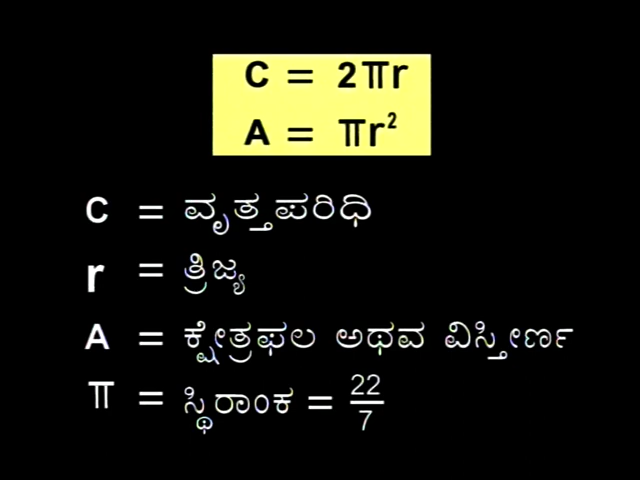 C = 2πr
A = πr²
C = ವೃತ್ತಪರಿಧಿ
r = ತ್ರಿಜ್ಯ
A = ಕ್ಷೇತ್ರಫಲ ಅಥವ ವಿಸ್ತೀರ್ಣ
π = ಸ್ಥಿರಾಂಕ = 22/7